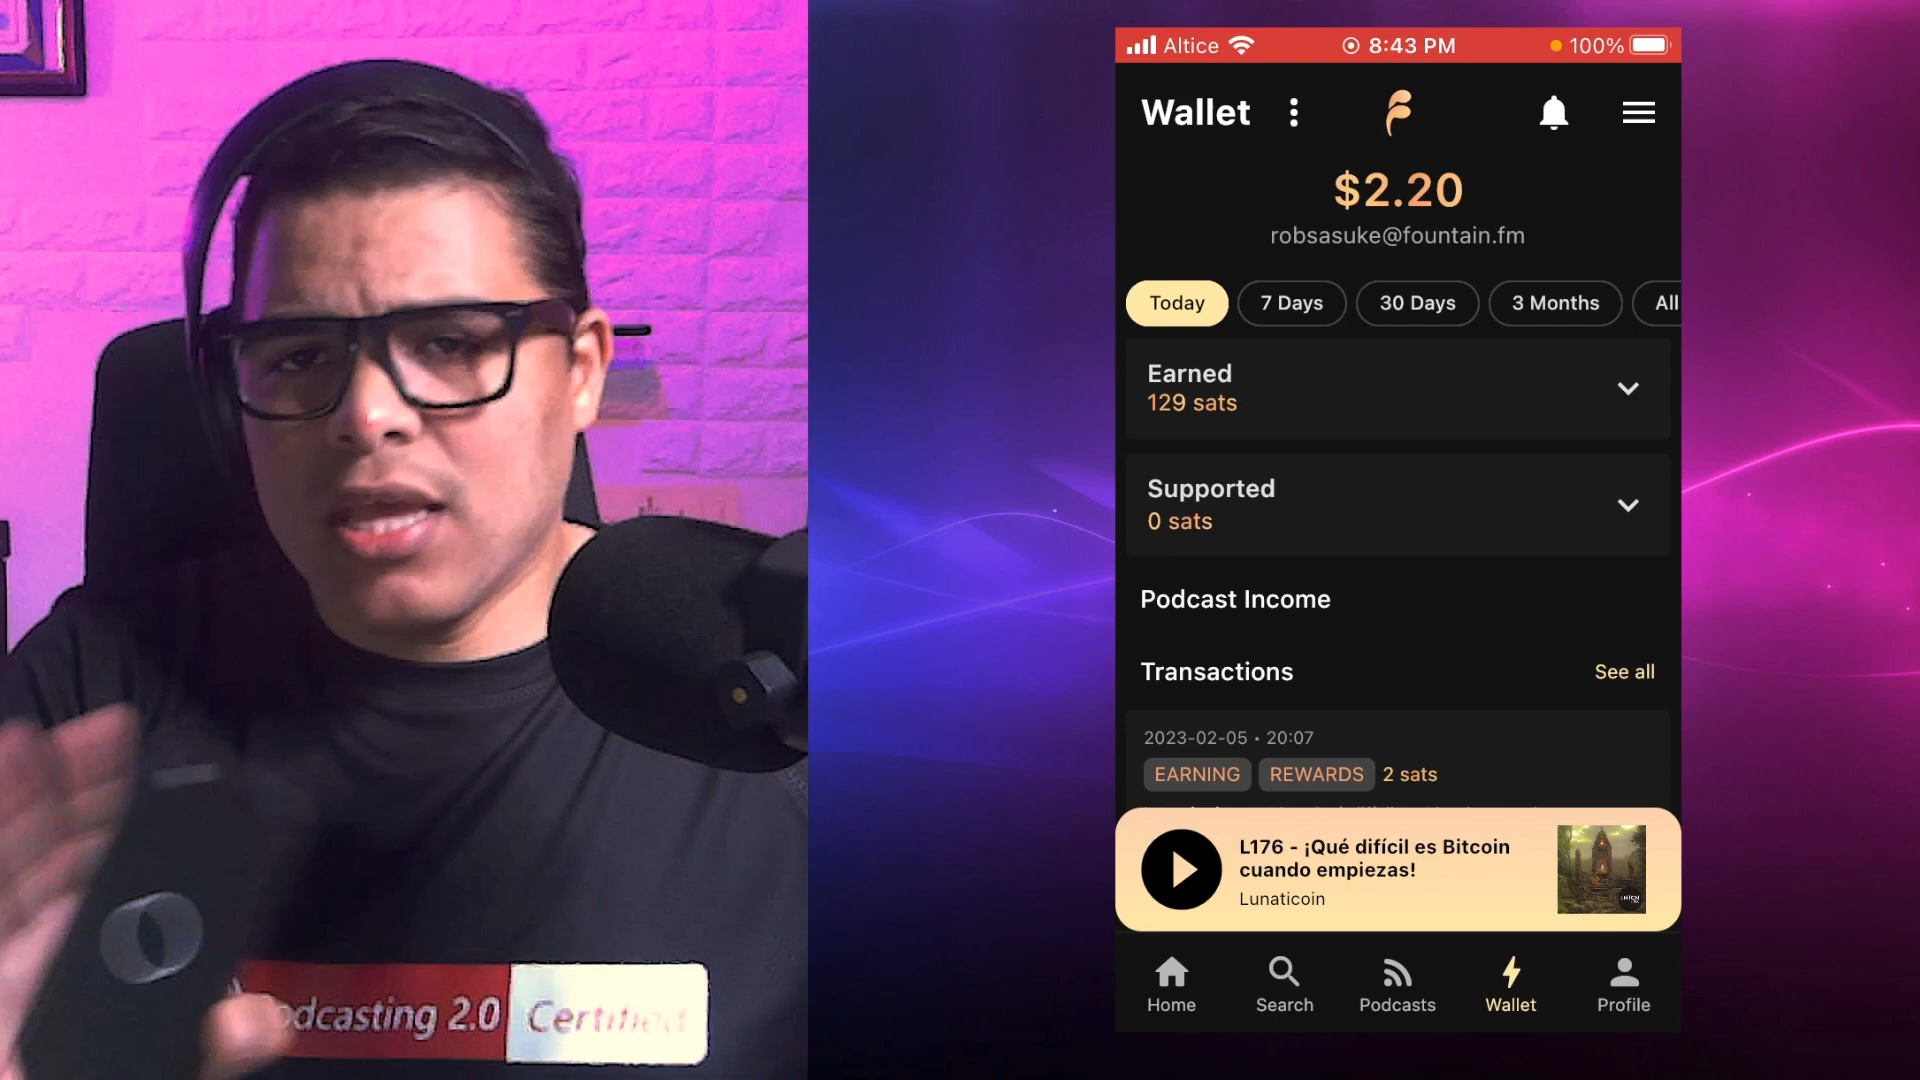 Altice
8:43 PM
100%
Wallet
$2.20
robsasuke@fountain.fm
Today
7 Days
30 Days
3 Months
All
Earned
129 sats
Supported
0 sats
Podcast Income
Transactions
See all
2023-02-05 • 20:07
EARNING REWARDS 2 sats
L176 - ¡Qué difícil es Bitcoin
cuando empiezas!
Lunaticoin
Home
Search
Podcasts
Wallet
Profile
odcasting 2.0 Certified